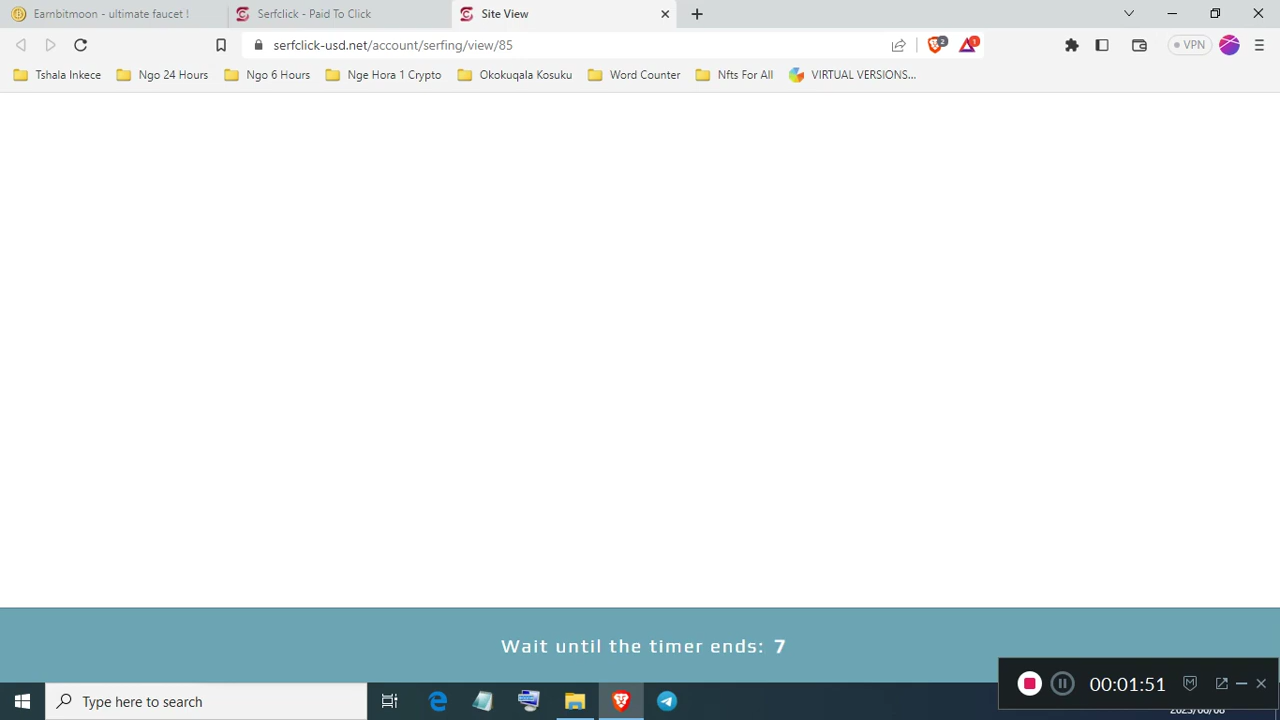 Earnbitmoon - ultimate faucet !
Serfclick - Paid To Click
Site View
serfclick-usd.net/account/serfing/view/85
2
1
VPN
Tshala Inkece
Ngo 24 Hours
Ngo 6 Hours
Nge Hora 1 Crypto
Okokuqala Kosuku
Word Counter
Nfts For All
VIRTUAL VERSIONS...
Wait until the timer ends: 7
00:01:51
Type here to search